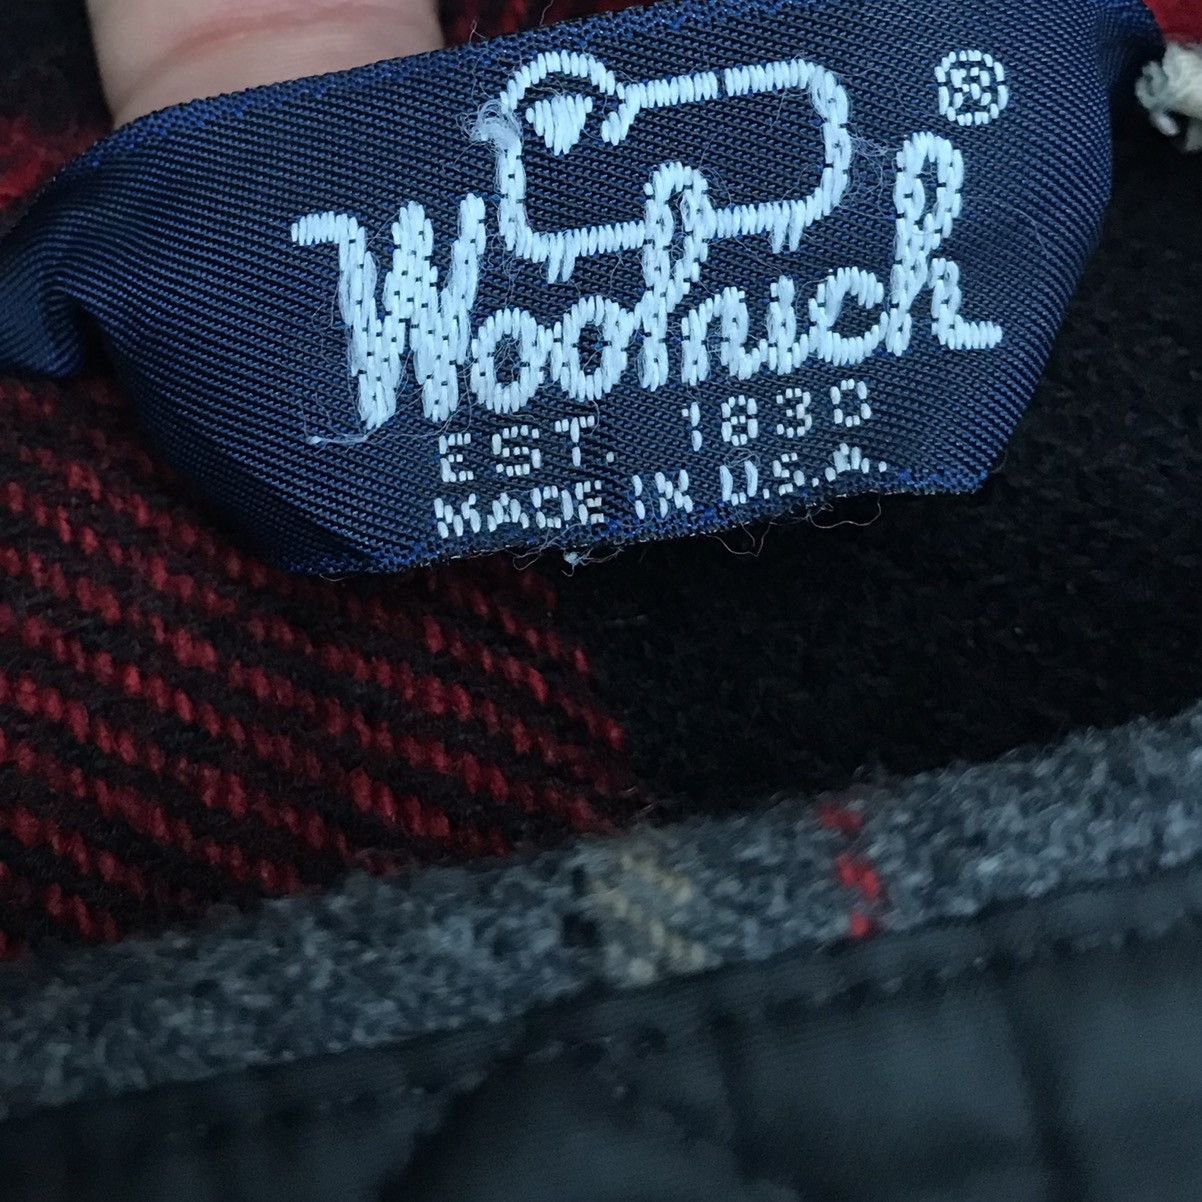 ®
Woolrich
EST. 1830
MADE IN U.S.A.